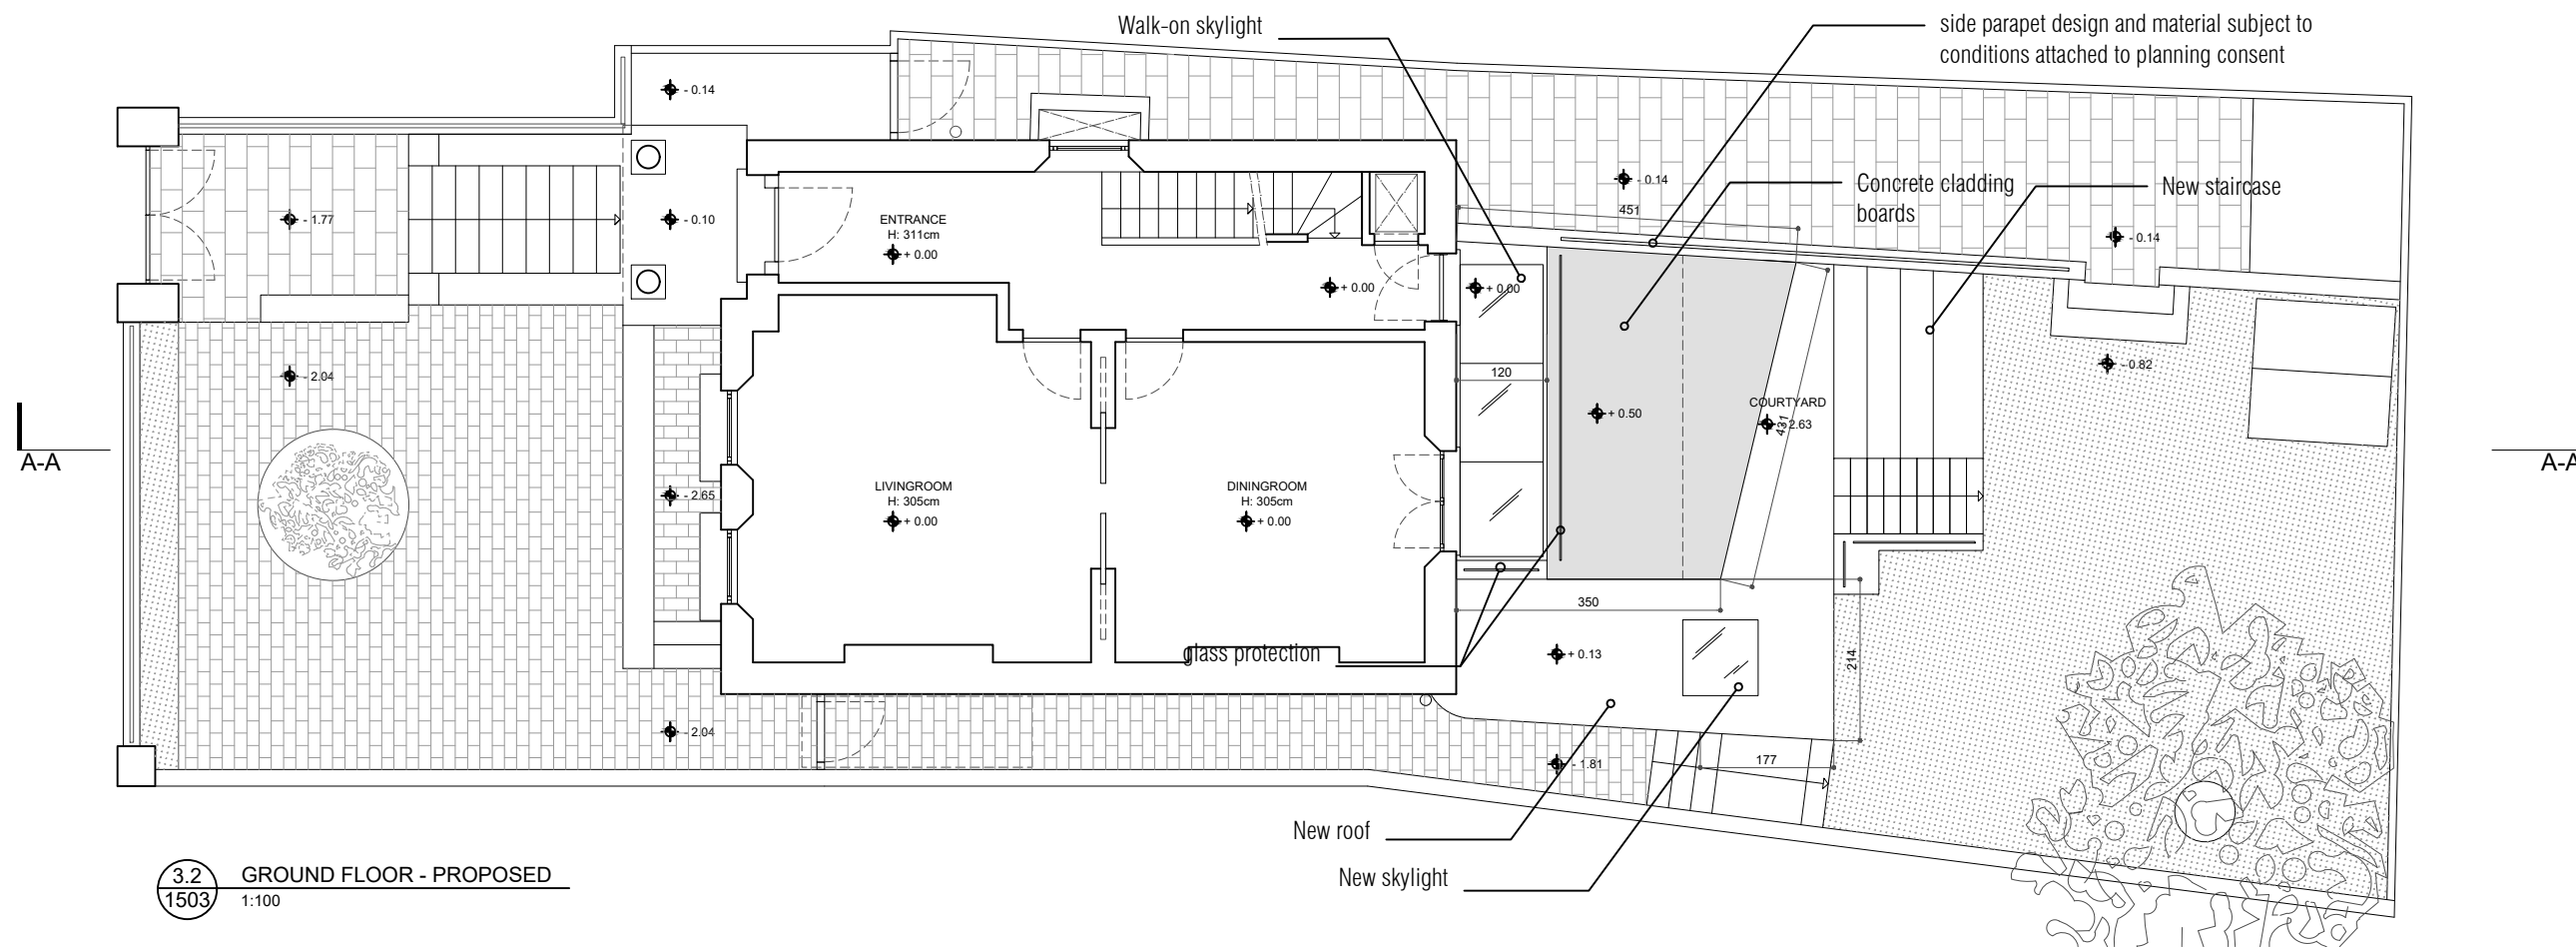 Walk-on skylight
side parapet design and material subject to
conditions attached to planning consent
- 0.14
- 0.14
451
Concrete cladding
boards
New staircase
- 1.77
- 0.10
ENTRANCE
H: 311cm
+ 0.00
- 0.14
+ 0.00
+ 0.00
- 2.04
120
- 0.82
COURTYARD
- 2.63
431
+ 0.50
A-A
A-A
- 2.65
LIVINGROOM
H: 305cm
+ 0.00
DININGROOM
H: 305cm
+ 0.00
350
glass protection
+ 0.13
214
- 2.04
- 1.81
177
New roof
New skylight
3.2
1503
GROUND FLOOR - PROPOSED
1:100